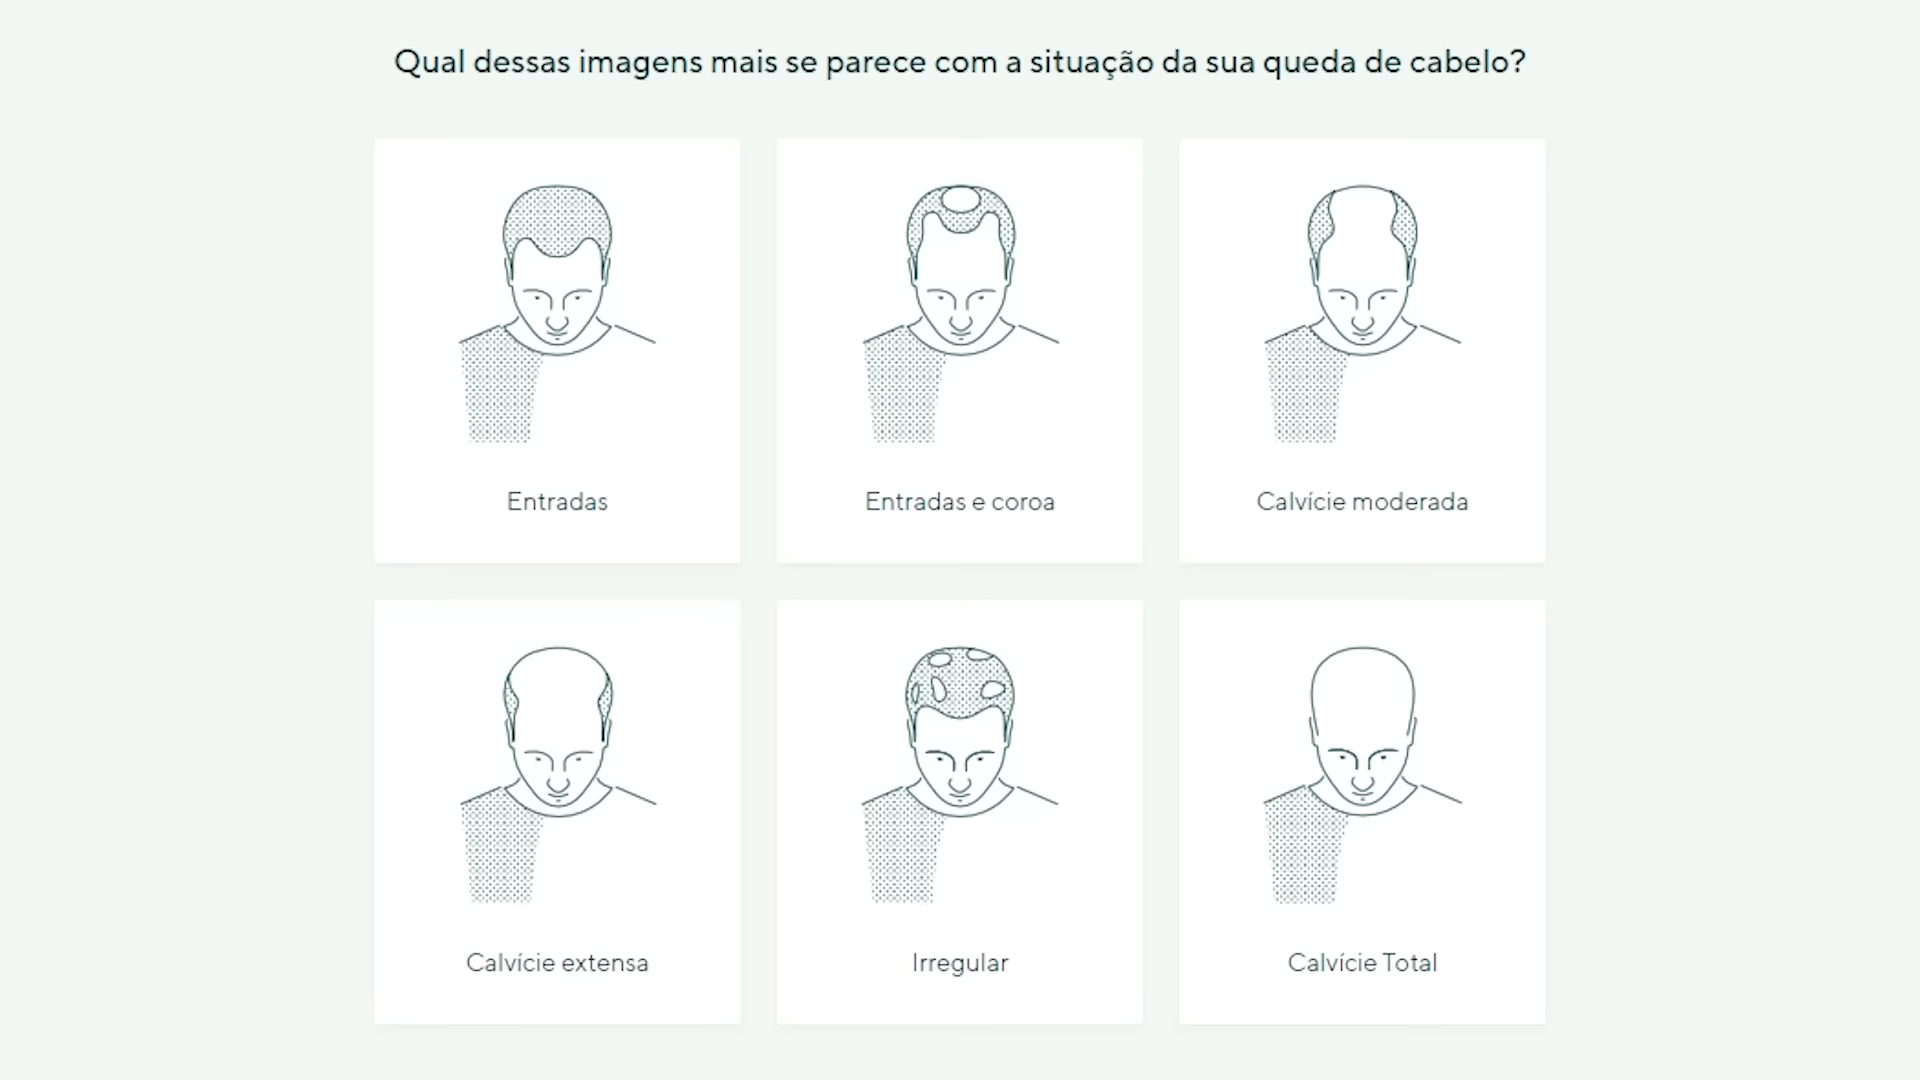 Qual dessas imagens mais se parece com a situação da sua queda de cabelo?
Entradas
Entradas e coroa
Calvície moderada
Calvície extensa
Irregular
Calvície Total